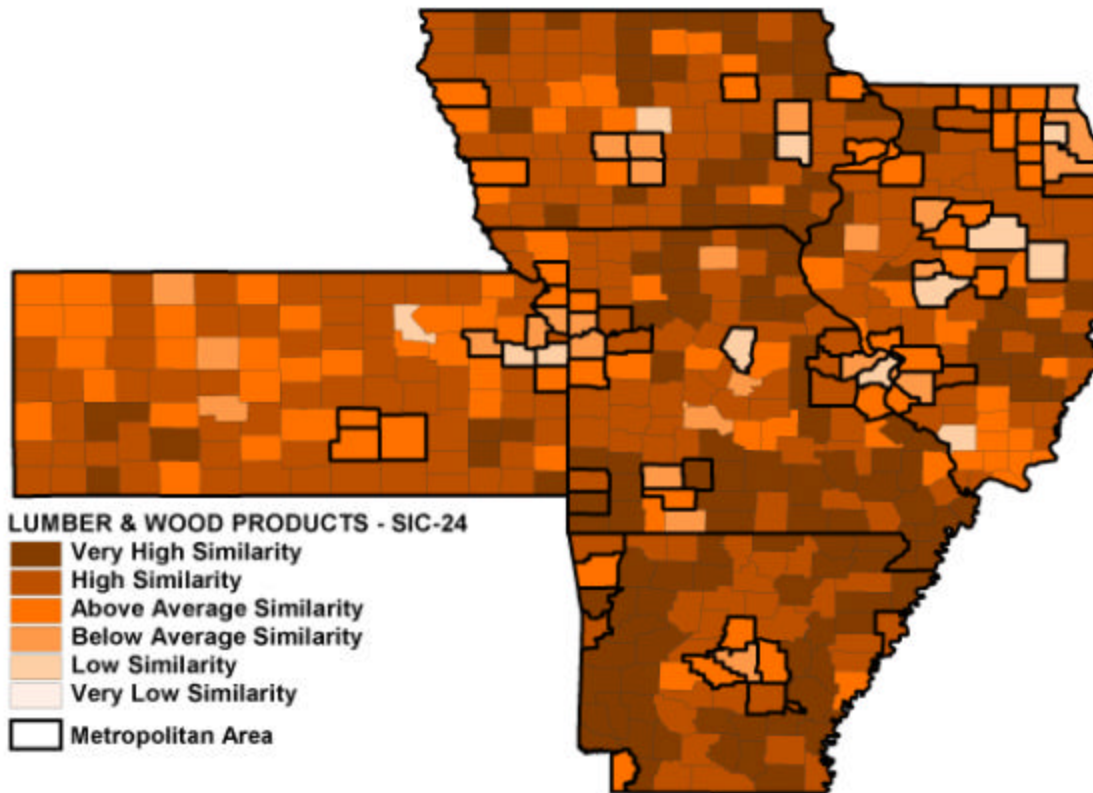 LUMBER & WOOD PRODUCTS - SIC-24
Very High Similarity
High Similarity
Above Average Similarity
Below Average Similarity
Low Similarity
Very Low Similarity
Metropolitan Area